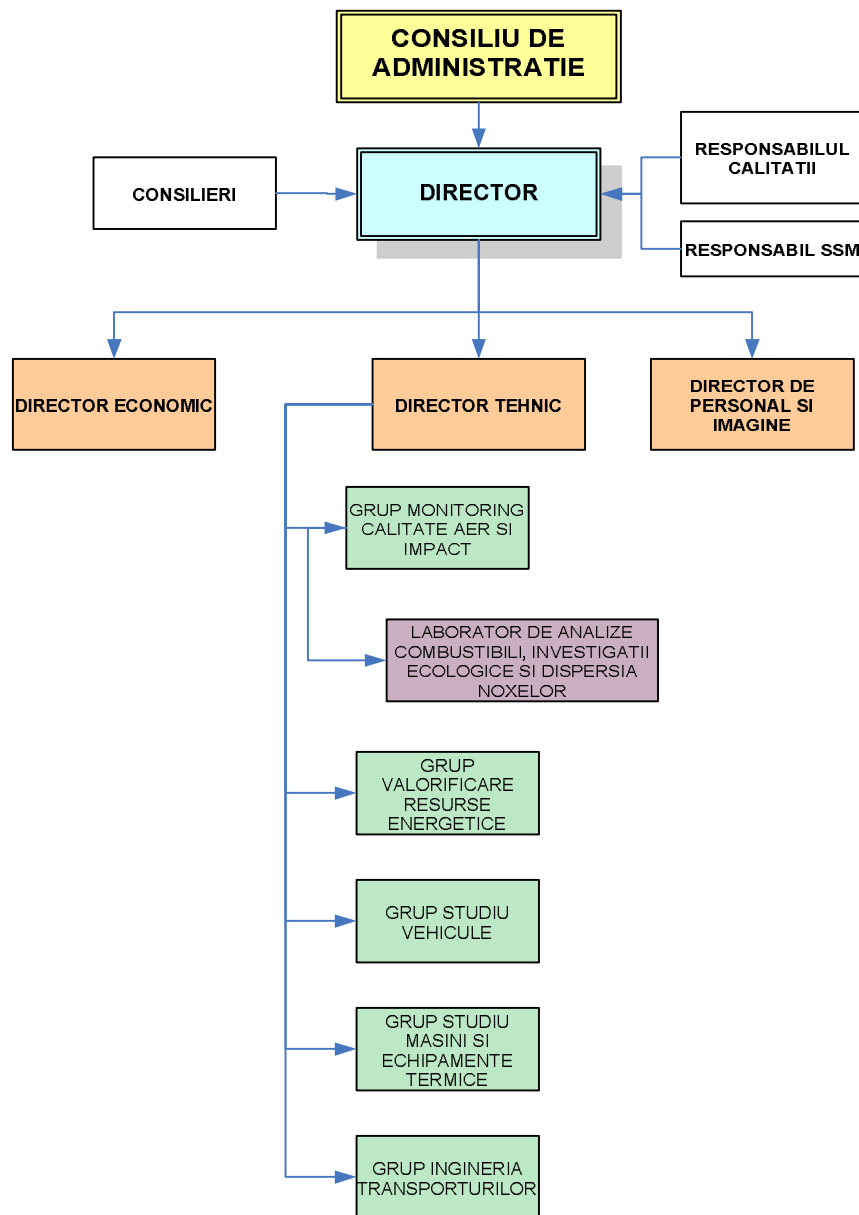 CONSILIU DE
ADMINISTRATIE
RESPONSABILUL
CALITATII
CONSILIERI
DIRECTOR
RESPONSABIL SSM
DIRECTOR ECONOMIC
DIRECTOR TEHNIC
DIRECTOR DE
PERSONAL SI
IMAGINE
GRUP MONITORING
CALITATE AER SI
IMPACT
LABORATOR DE ANALIZE
COMBUSTIBILI, INVESTIGATII
ECOLOGICE SI DISPERSIA
NOXELOR
GRUP
VALORIFICARE
RESURSE
ENERGETICE
GRUP STUDIU
VEHICULE
GRUP STUDIU
MASINI SI
ECHIPAMENTE
TERMICE
GRUP INGINERIA
TRANSPORTURILOR